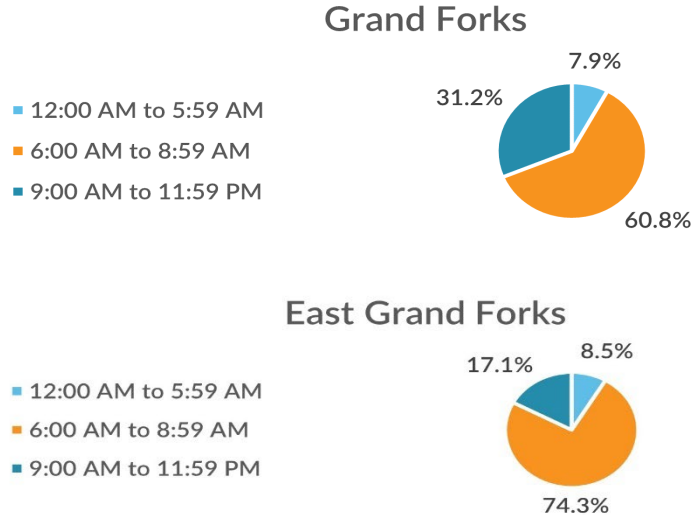 Grand Forks
7.9%
31.2%
12:00 AM to 5:59 AM
6:00 AM to 8:59 AM
9:00 AM to 11:59 PM
60.8%
East Grand Forks
8.5%
17.1%
12:00 AM to 5:59 AM
6:00 AM to 8:59 AM
9:00 AM to 11:59 PM
74.3%